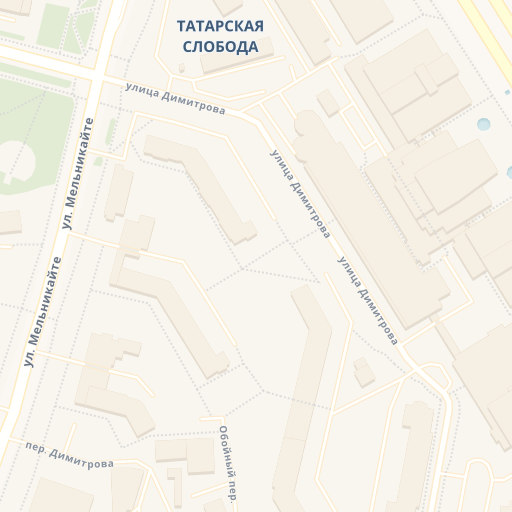 ТАТАРСКАЯ
СЛОБОДА
улица Димитрова
улица Димитрова
ул. Мельникайте
улица Димитрова
ул. Мельникайте
Обойный пер.
пер. Димитрова